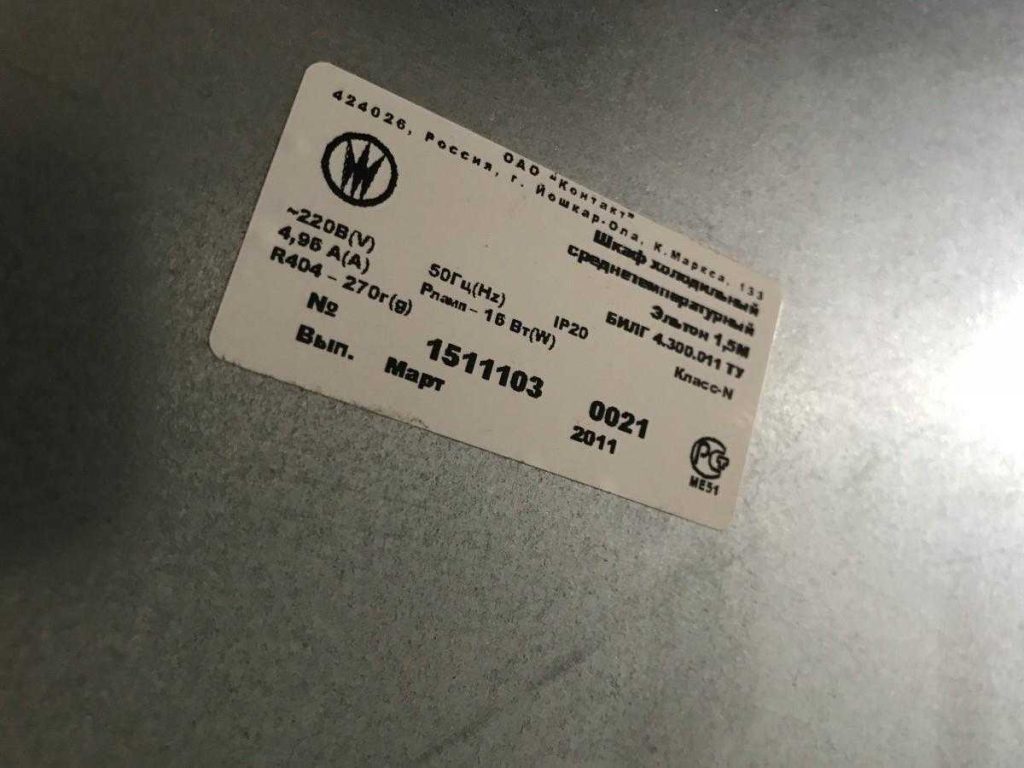 ОАО «Контакт»
424026, Россия, г. Йошкар-Ола, К.Маркса, 133
Шкаф холодильный
среднетемпературный
Эльтон 1,5М
БИЛГ 4.300.011 ТУ
Класс-N
~220В(V) 50Гц(Hz) IP20
4,96 А(А) Рламп – 16 Вт(W)
R404 – 270г(g)
№ 1511103 0021
Вып. Март 2011
РСТ
МЕ51